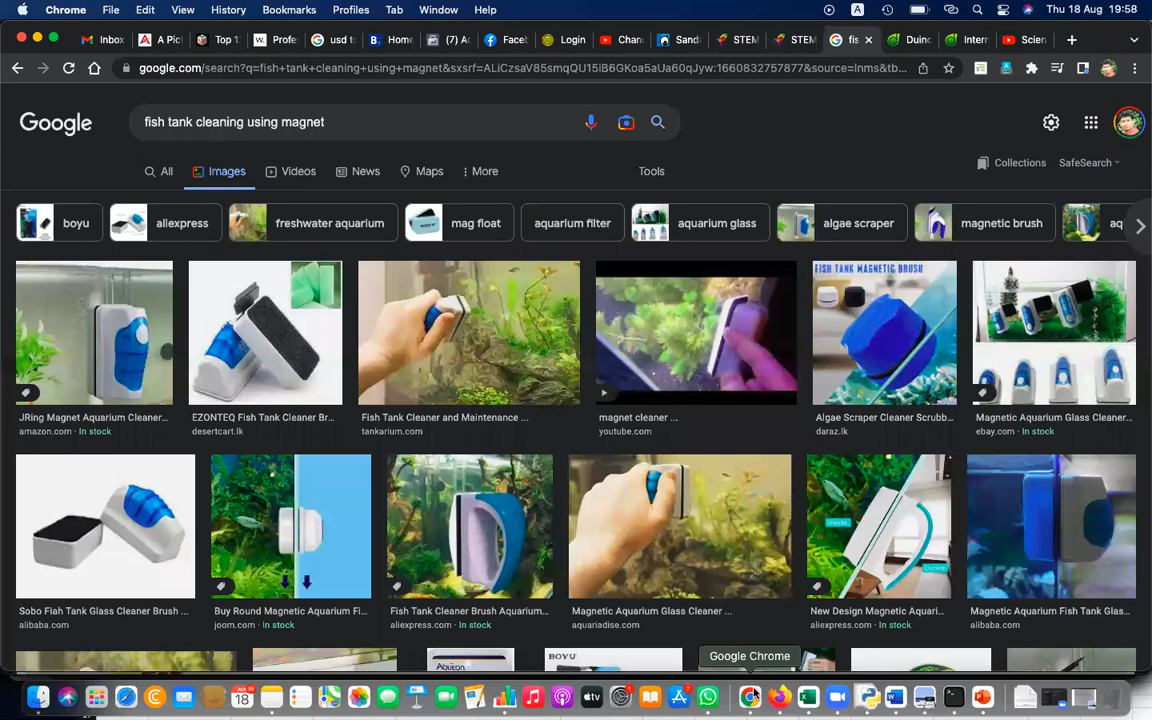 Chrome File Edit View History Bookmarks Profiles Tab Window Help A Thu 18 Aug 19:58
Inbox A Pict Top 1 Profe usd t Home (7) A Faceb Login Chan Sanda STEM STEM fis Duinc Intern Scien
google.com/search?q=fish+tank+cleaning+using+magnet&sxsrf=ALiCzsaV85smqQU15iB6GKoa5aUa60qJyw:1660832757877&source=lnms&tb...
Google fish tank cleaning using magnet
All Images Videos News Maps More Tools Collections SafeSearch
boyu aliexpress freshwater aquarium mag float aquarium filter aquarium glass algae scraper magnetic brush aq
FISH TANK MAGNETIC BRUSH
JRing Magnet Aquarium Cleaner... EZONTEQ Fish Tank Cleaner Br... Fish Tank Cleaner and Maintenance ... magnet cleaner ... Algae Scraper Cleaner Scrubb... Magnetic Aquarium Glass Cleaner...
amazon.com · In stock desertcart.lk tankarium.com youtube.com daraz.lk ebay.com · In stock
Inside
Sobo Fiah Tank Glass Cleaner Brush ... Buy Round Magnetic Aquarium Fi... Fish Tank Cleaner Brush Aquarium... Magnetic Aquarium Glass Cleaner ... New Design Magnetic Aquari... Magnetic Aquarium Fish Tank Glas...
alibaba.com joom.com · In stock aliexpress.com · In stock aquariadise.com aliexpress.com · In stock alibaba.com
BOYU
Google Chrome
18